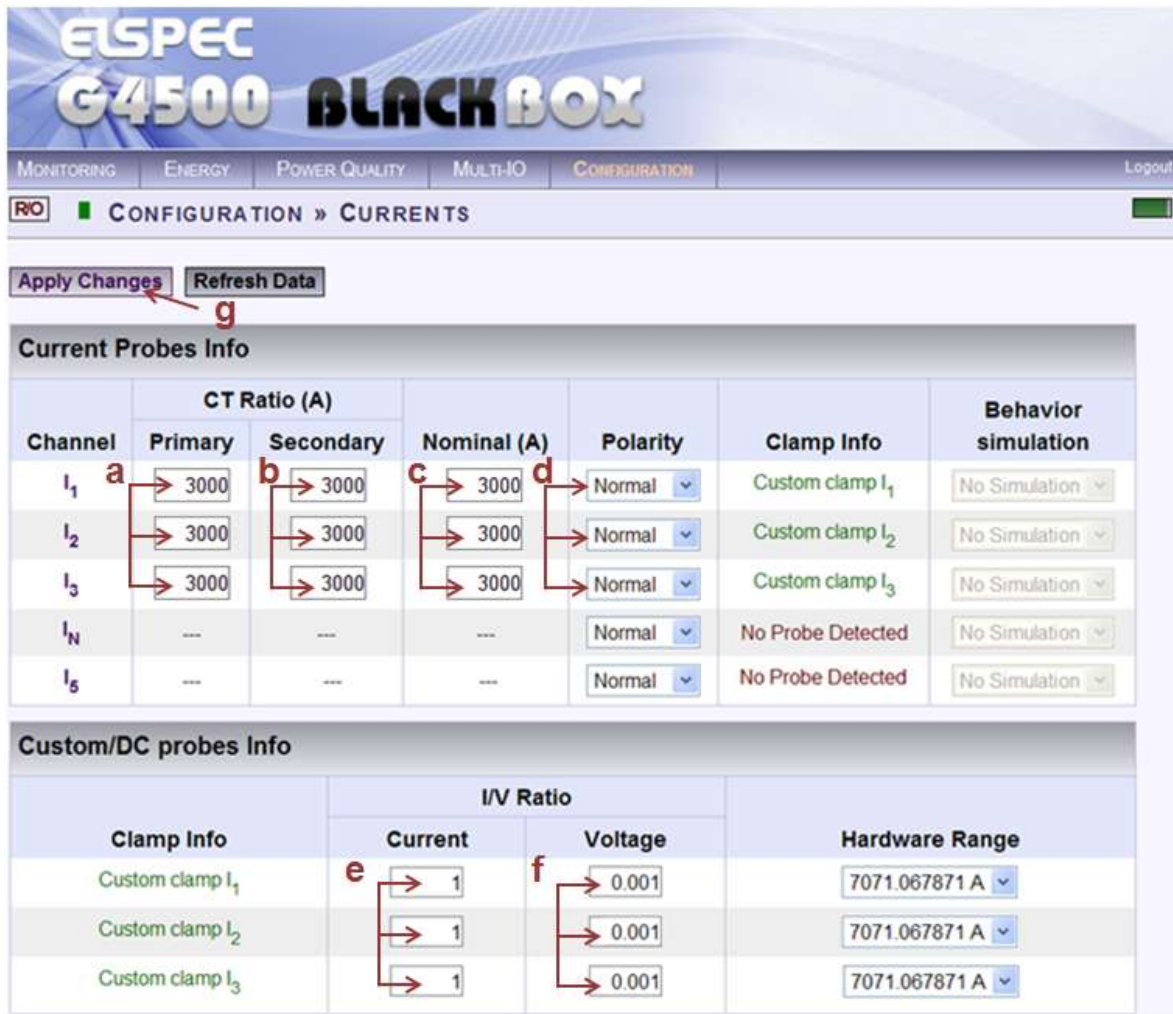 ELSPEC
G4500 BLACKBOX
MONITORING ENERGY POWER QUALITY MULTI-IO CONFIGURATION Logout
R/O CONFIGURATION » CURRENTS
Apply Changes Refresh Data
g
Current Probes Info
CT Ratio (A)
Behavior simulation
Channel Primary Secondary Nominal (A) Polarity Clamp Info
a b c d
I1 3000 3000 3000 Normal Custom clamp I1 No Simulation
I2 3000 3000 3000 Normal Custom clamp I2 No Simulation
I3 3000 3000 3000 Normal Custom clamp I3 No Simulation
IN --- --- --- Normal No Probe Detected No Simulation
I5 --- --- --- Normal No Probe Detected No Simulation
Custom/DC probes Info
I/V Ratio
Clamp Info Current Voltage Hardware Range
e f
Custom clamp I1 1 0.001 7071.067871 A
Custom clamp I2 1 0.001 7071.067871 A
Custom clamp I3 1 0.001 7071.067871 A